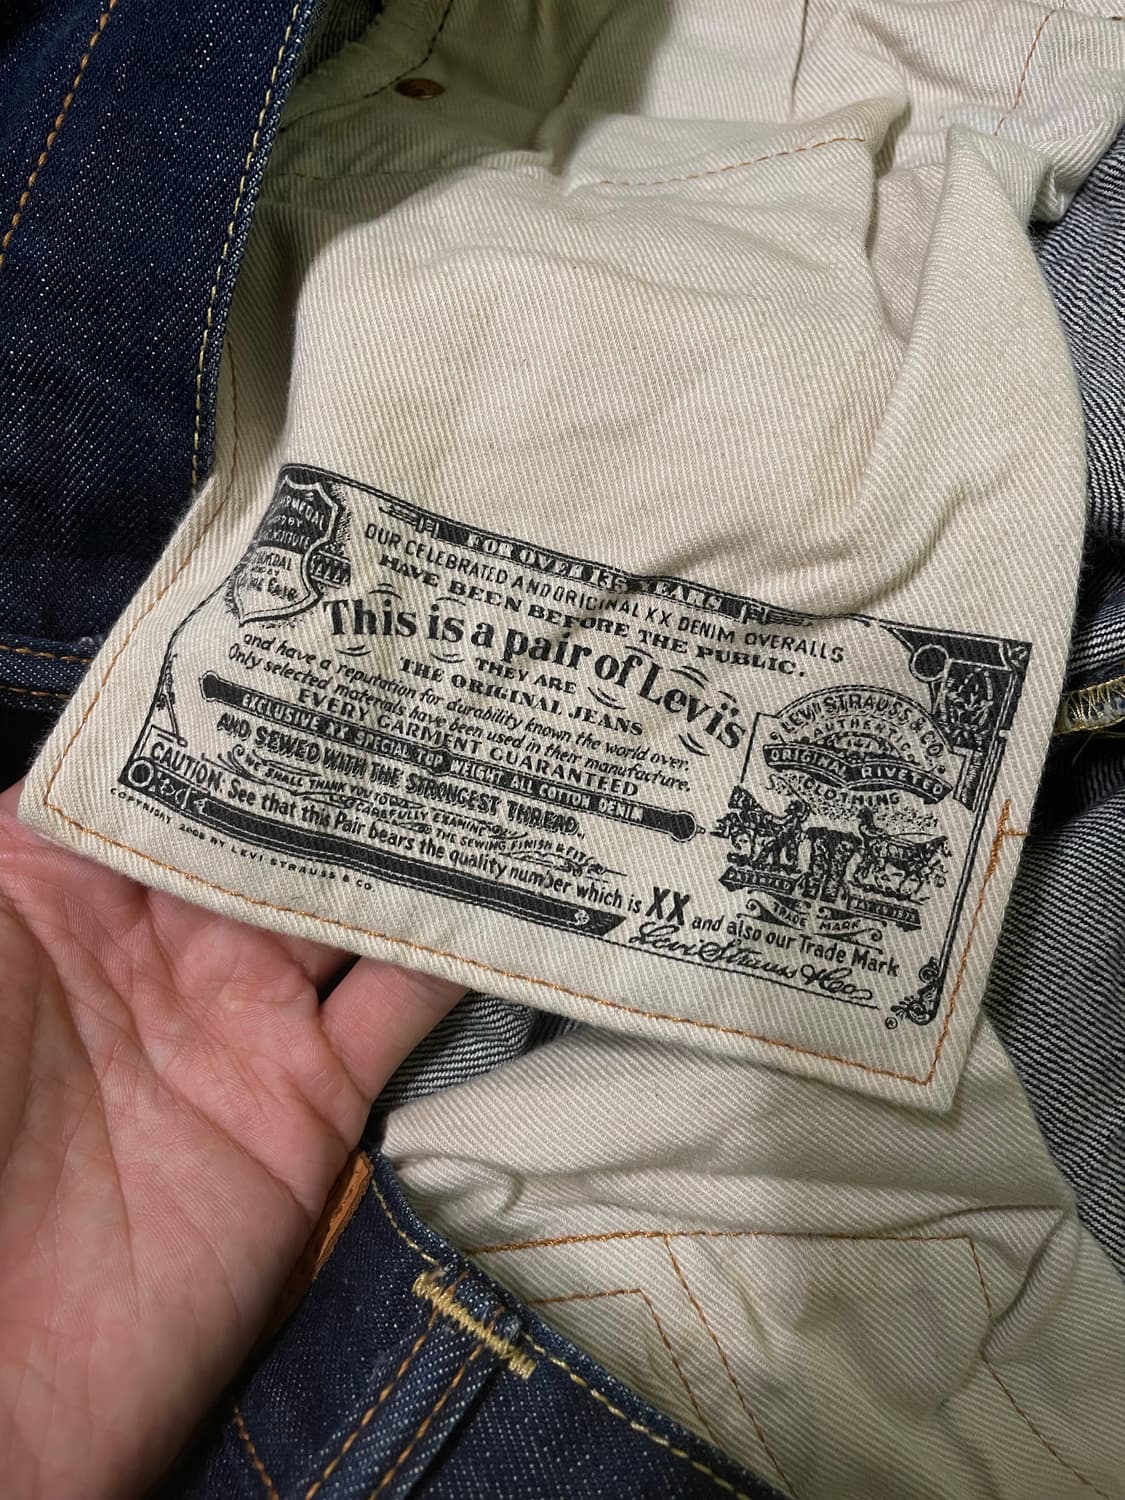 FOR OVER 135 YEARS
OUR CELEBRATED AND ORIGINAL XX DENIM OVERALLS
HAVE BEEN BEFORE THE PUBLIC.
This is a pair of Levi's
THEY ARE
THE ORIGINAL JEANS
and have a reputation for durability known the world over.
Only selected materials have been used in their manufacture.
EVERY GARMENT GUARANTEED
EXCLUSIVE XX SPECIAL TOP WEIGHT ALL COTTON DENIM
AND SEWED WITH THE STRONGEST THREAD.
WE SHALL THANK YOU TO
CAREFULLY EXAMINE
THE SEWING, FINISH & FIT
CAUTION: See that this Pair bears the quality number which is XX and also our Trade Mark
Levi Strauss & Co.
®
COPYRIGHT 2008 BY LEVI STRAUSS & CO.
LEVI STRAUSS & CO.
ORIGINAL RIVETED
CLOTHING
TRADE MARK